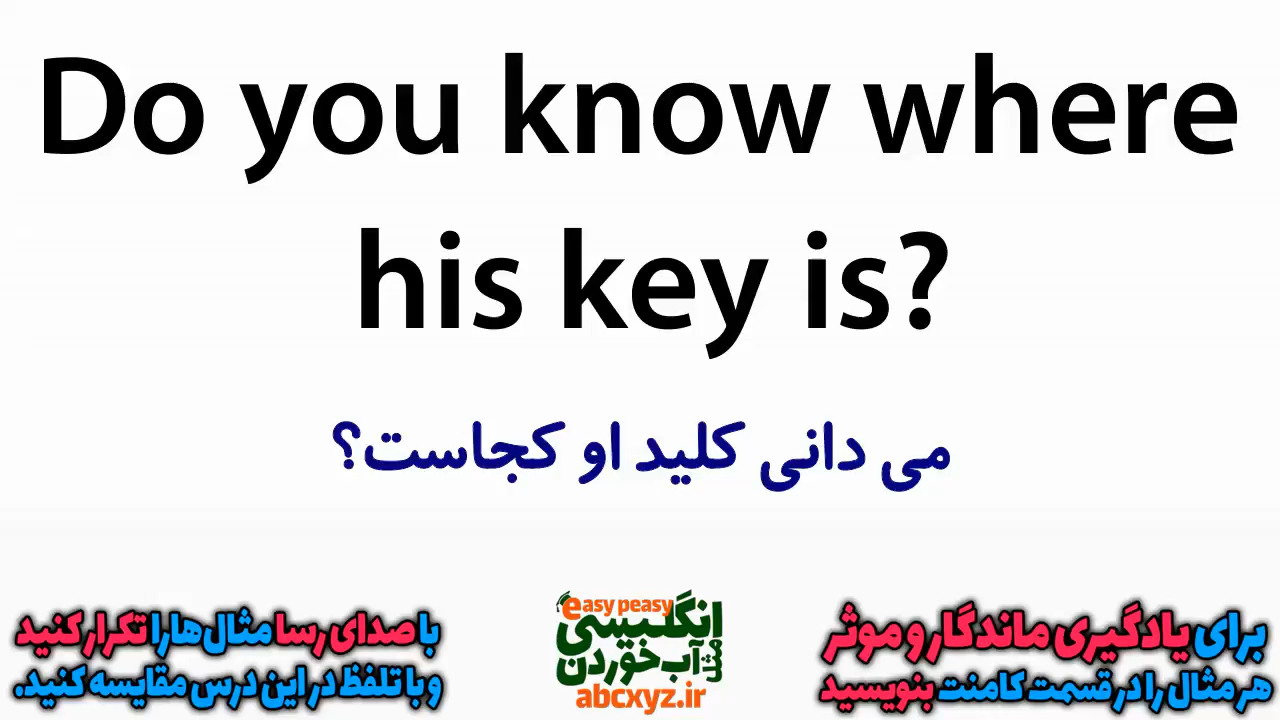 Do you know where
his key is?
می دانی کلید او کجاست؟
برای یادگیری ماندگار و موثر
هر مثال را در قسمت کامنت بنویسید
easy peasy
انگلیسی
مثل آب خوردن
abcxyz.ir
با صدای رسا مثال‌ها را تکرار کنید
و با تلفظ در این درس مقایسه کنید.